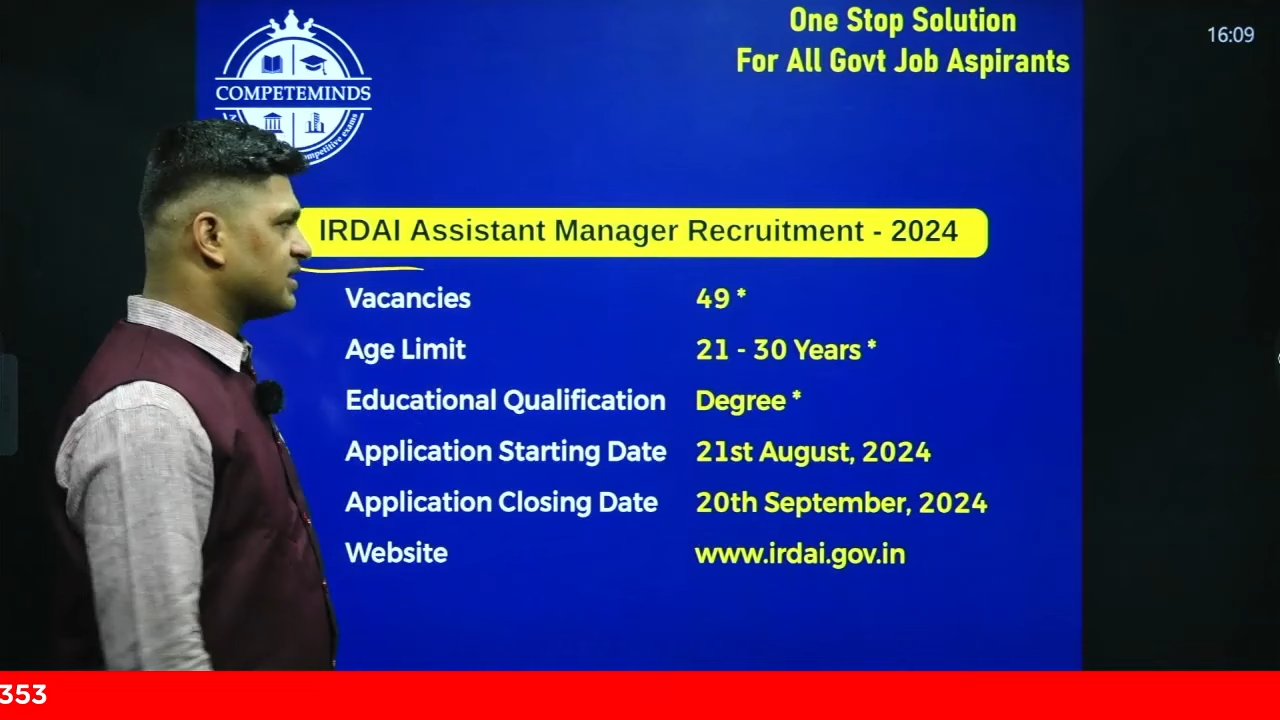 One Stop Solution
For All Govt Job Aspirants
16:09
COMPETEMINDS
IRDAI Assistant Manager Recruitment - 2024
Vacancies 49 *
Age Limit 21 - 30 Years *
Educational Qualification Degree *
Application Starting Date 21st August, 2024
Application Closing Date 20th September, 2024
Website www.irdai.gov.in
353